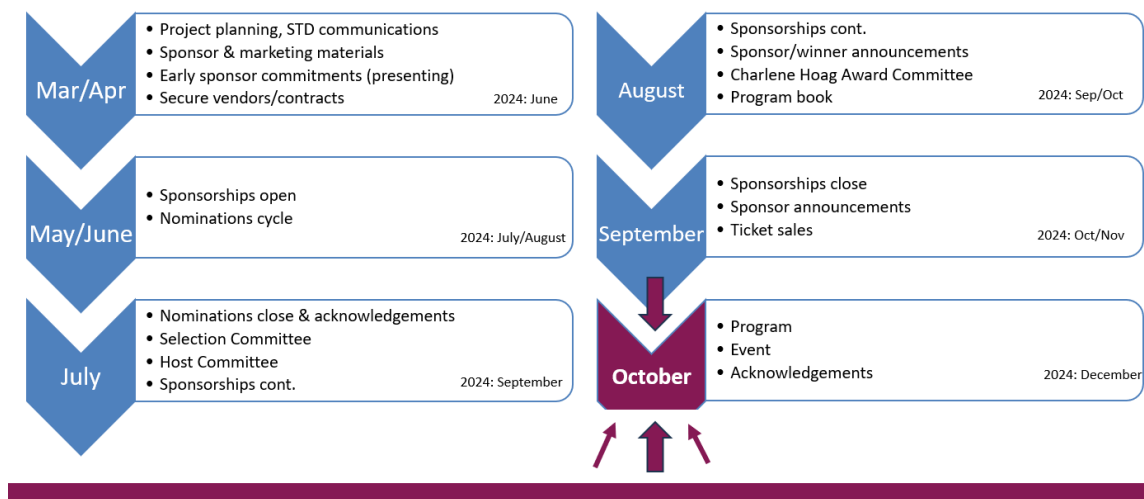 Mar/Apr
• Project planning, STD communications
• Sponsor & marketing materials
• Early sponsor commitments (presenting)
• Secure vendors/contracts
2024: June
May/June
• Sponsorships open
• Nominations cycle
2024: July/August
July
• Nominations close & acknowledgements
• Selection Committee
• Host Committee
• Sponsorships cont.
2024: September
August
• Sponsorships cont.
• Sponsor/winner announcements
• Charlene Hoag Award Committee
• Program book
2024: Sep/Oct
September
• Sponsorships close
• Sponsor announcements
• Ticket sales
2024: Oct/Nov
October
• Program
• Event
• Acknowledgements
2024: December